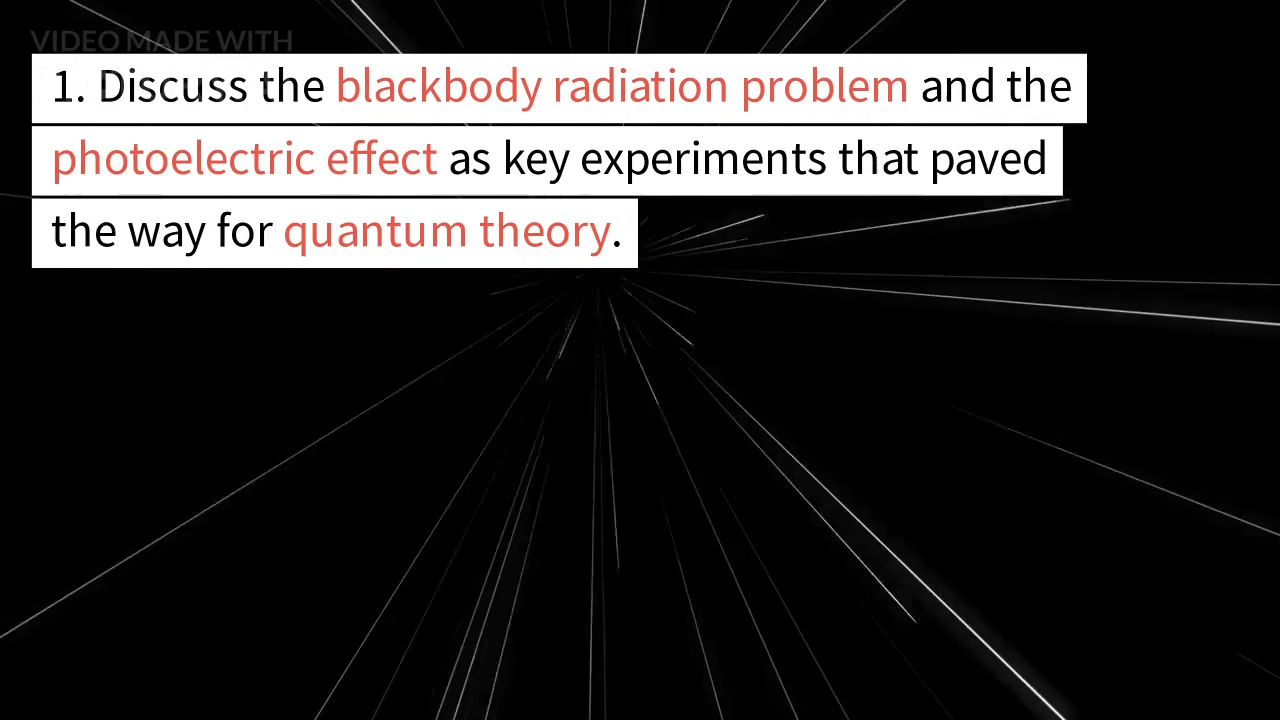 VIDEO MADE WITH
1. Discuss the blackbody radiation problem and the
photoelectric effect as key experiments that paved
the way for quantum theory.